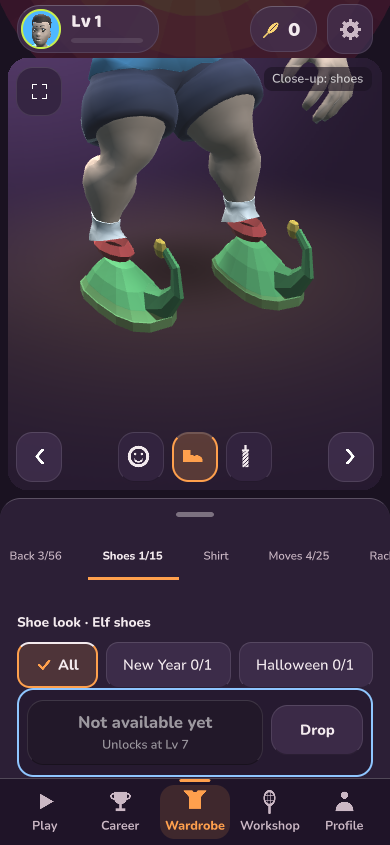 Lv 1
0
Close-up: shoes
Back 3/56
Shoes 1/15
Shirt
Moves 4/25
Shoe look · Elf shoes
All
New Year 0/1
Halloween 0/1
Not available yet
Unlocks at Lv 7
Drop
Play
Career
Wardrobe
Workshop
Profile